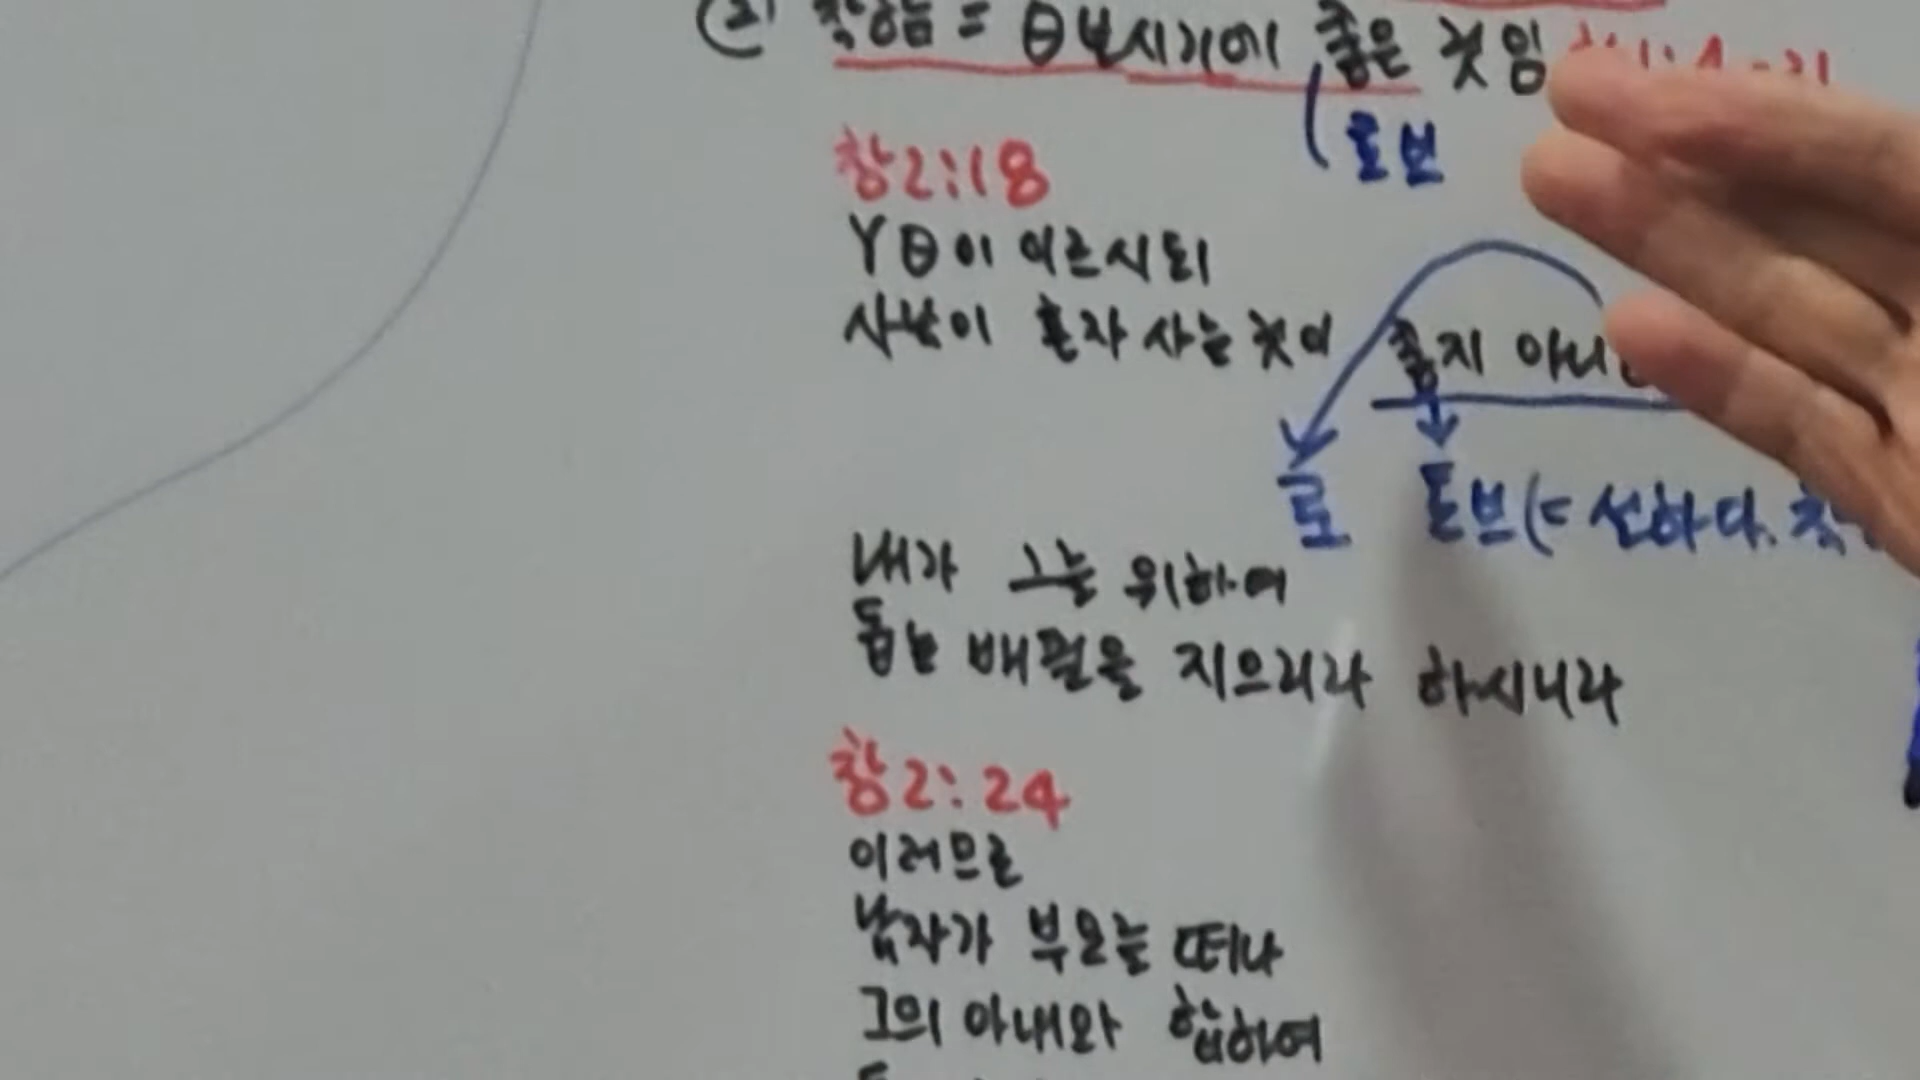 ② 착함 = θ 보시기에 좋은 것임
토브
창2:18
Yθ이 이르시되
사람이 혼자 사는 것이 좋지 아니
로 토브(= 선하다.
내가 그를 위하여
돕는 배필을 지으리라 하시니라
창2:24
이러므로
남자가 부모를 떠나
그의 아내와 합하여